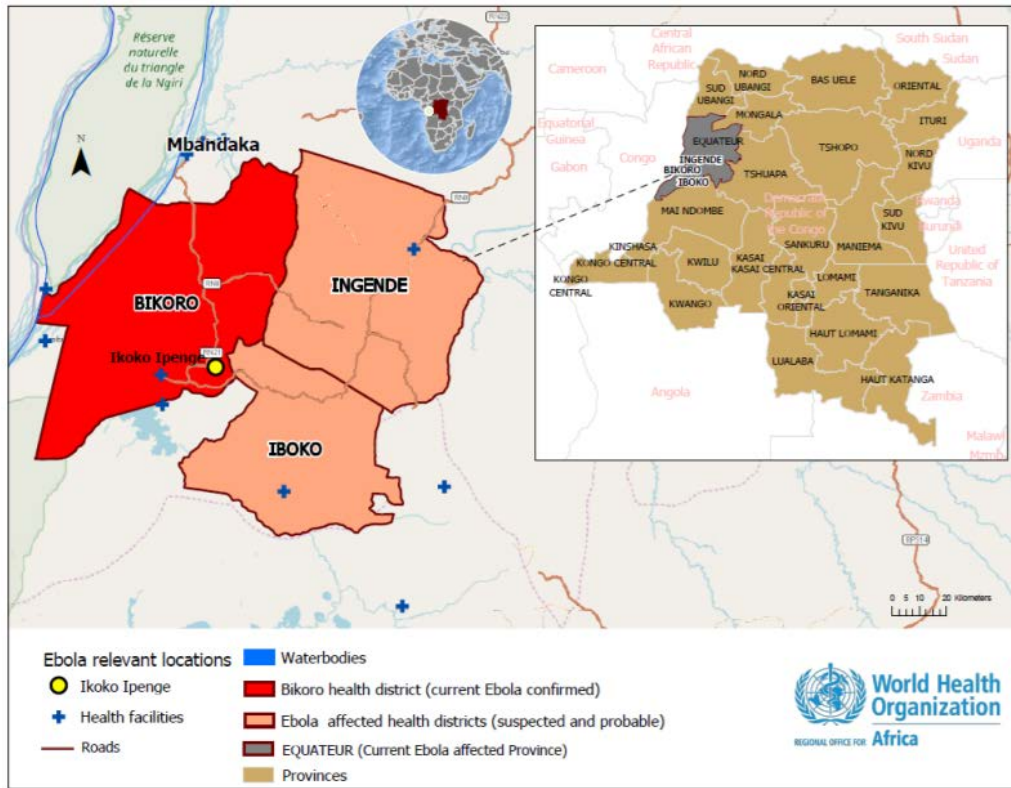 Réserve
naturelle
du triangle
de la Ngiri
N
Mbandaka
RN8
BIKORO
RN8
INGENDE
Ikoko Ipenge
RN21
IBOKO
0 5 10 20 Kilometers
Central
African
Republic
South Sudan
Sudan
Cameroon
Equatorial
Guinea
Gabon
Congo
Uganda
Rwanda
Burundi
United
Republic of
Tanzania
Democratic
Republic of
the Congo
Angola
Zambia
Malawi
NORD
UBANGI
SUD
UBANGI
BAS UELE
ORIENTAL
MONGALA
ITURI
EQUATEUR
TSHOPO
NORD
KIVU
INGENDE
BIKORO
IBOKO
TSHUAPA
MAI NDOMBE
SUD
KIVU
KINSHASA
KONGO CENTRAL
KONGO
CENTRAL
KWILU
KASAI
KASAI CENTRAL
SANKURU
MANIEMA
LOMAMI
KWANGO
KASAI
ORIENTAL
TANGANIKA
HAUT LOMAMI
LUALABA
HAUT KATANGA
Ebola relevant locations
Ikoko Ipenge
Health facilities
Roads
Waterbodies
Bikoro health district (current Ebola confirmed)
Ebola affected health districts (suspected and probable)
EQUATEUR (Current Ebola affected Province)
Provinces
World Health
Organization
REGIONAL OFFICE FOR Africa